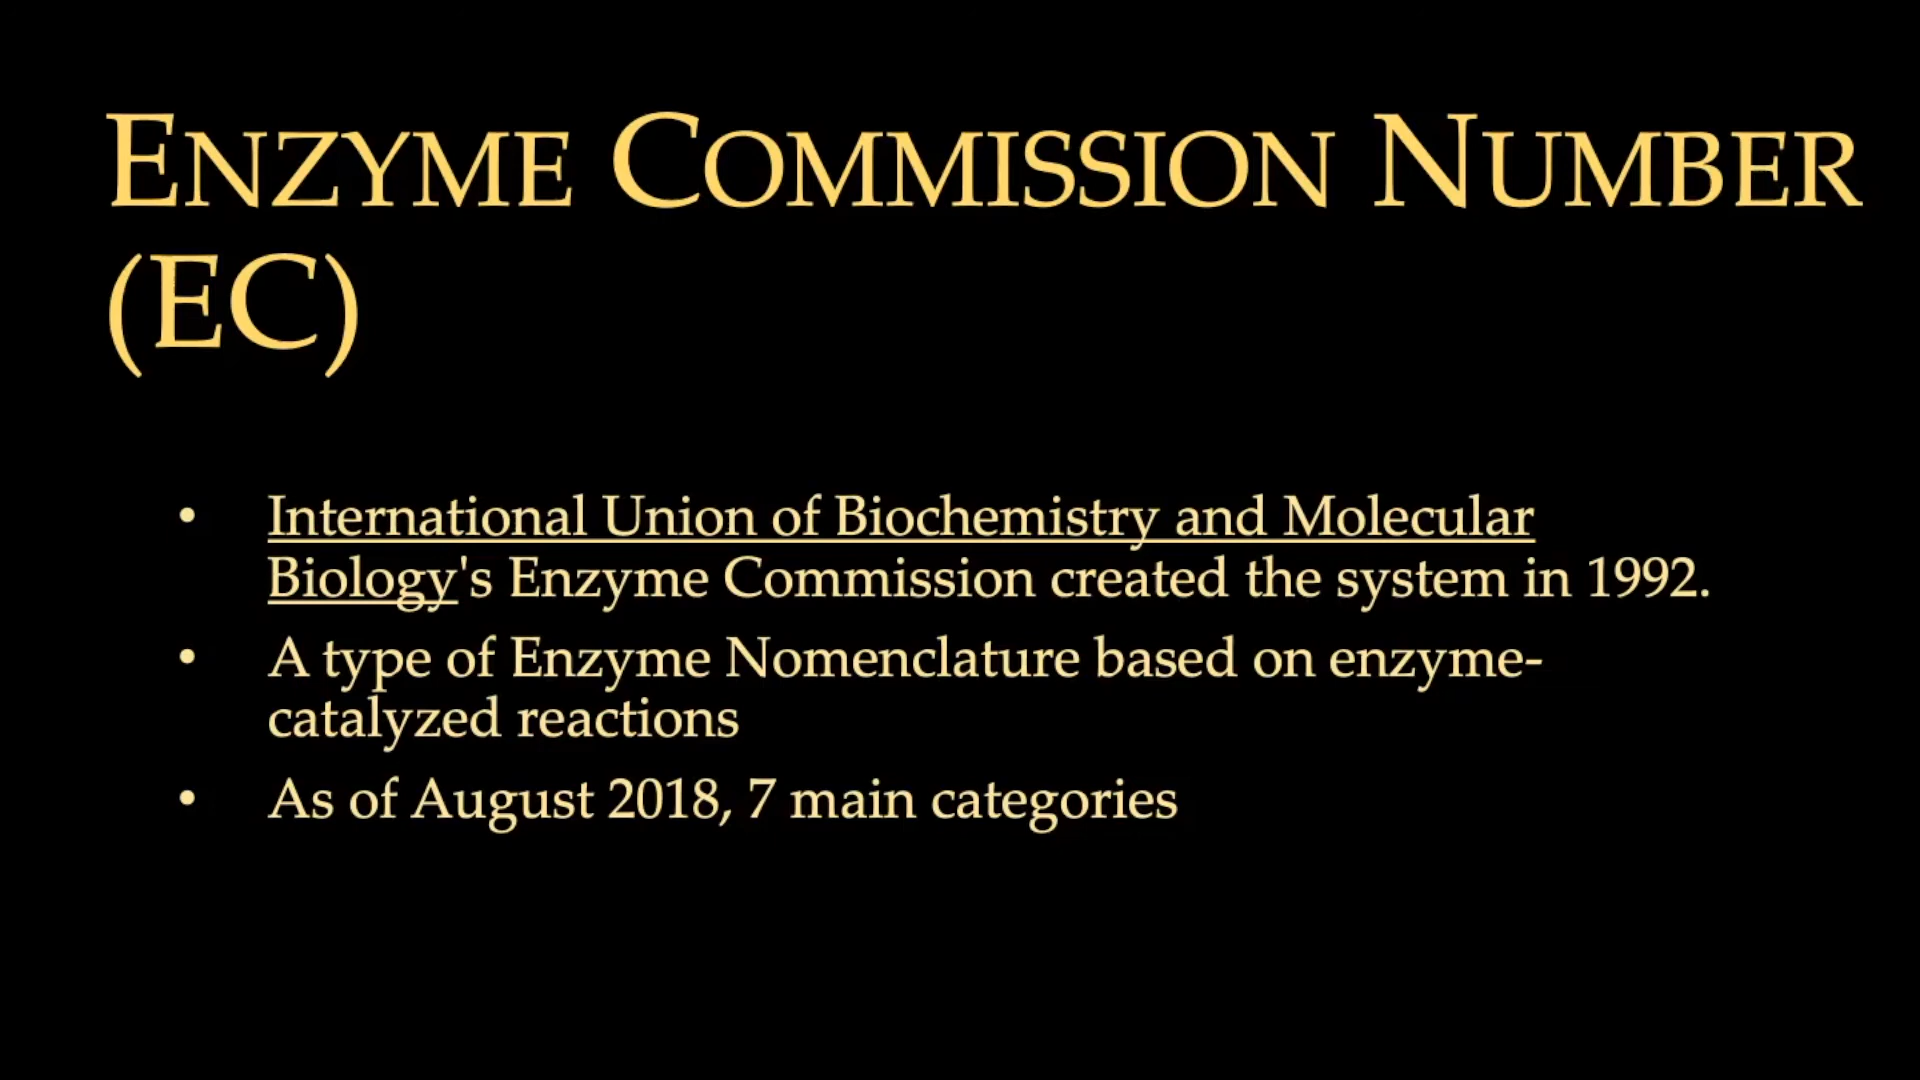 ENZYME COMMISSION NUMBER
(EC)
• International Union of Biochemistry and Molecular
Biology's Enzyme Commission created the system in 1992.
• A type of Enzyme Nomenclature based on enzyme-
catalyzed reactions
• As of August 2018, 7 main categories